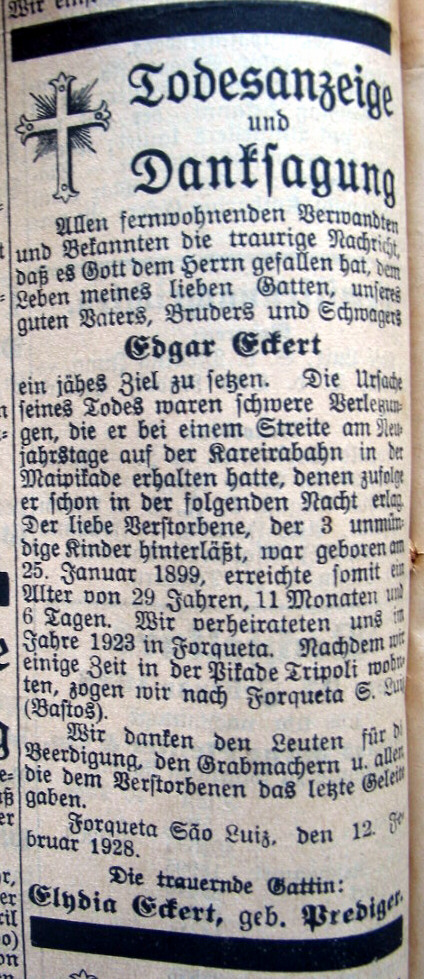 Wir
Todesanzeige
und
Danksagung
Allen fernwohnenden Verwandten
und Bekannten die traurige Nachricht,
daß es Gott dem Herrn gefallen hat, dem
Leben meines lieben Gatten, unseres
guten Vaters, Bruders und Schwagers
Edgar Eckert
ein jähes Ziel zu setzen. Die Ursache
seines Todes waren schwere Verletzun-
gen, die er bei einem Streite am Neu-
jahrstage auf der Kareirabahn in der
Maipikade erhalten hatte, denen zufolge
er schon in der folgenden Nacht erlag.
Der liebe Verstorbene, der 3 unmün-
dige Kinder hinterläßt, war geboren am
25. Januar 1899, erreichte somit ein
Alter von 29 Jahren, 11 Monaten und
6 Tagen. Wir verheirateten uns im
Jahre 1923 in Forqueta. Nachdem wir
einige Zeit in der Pikade Tripoli wohn-
ten, zogen wir nach Forqueta S. Luiz
(Bastos).
Wir danken den Leuten für di
Beerdigung, den Grabmachern u. allen
die dem Verstorbenen das letzte Geleite
gaben.
Forqueta São Luiz, den 12. Fe-
bruar 1928.
Die trauernde Gattin:
Elydia Eckert, geb. Prediger.